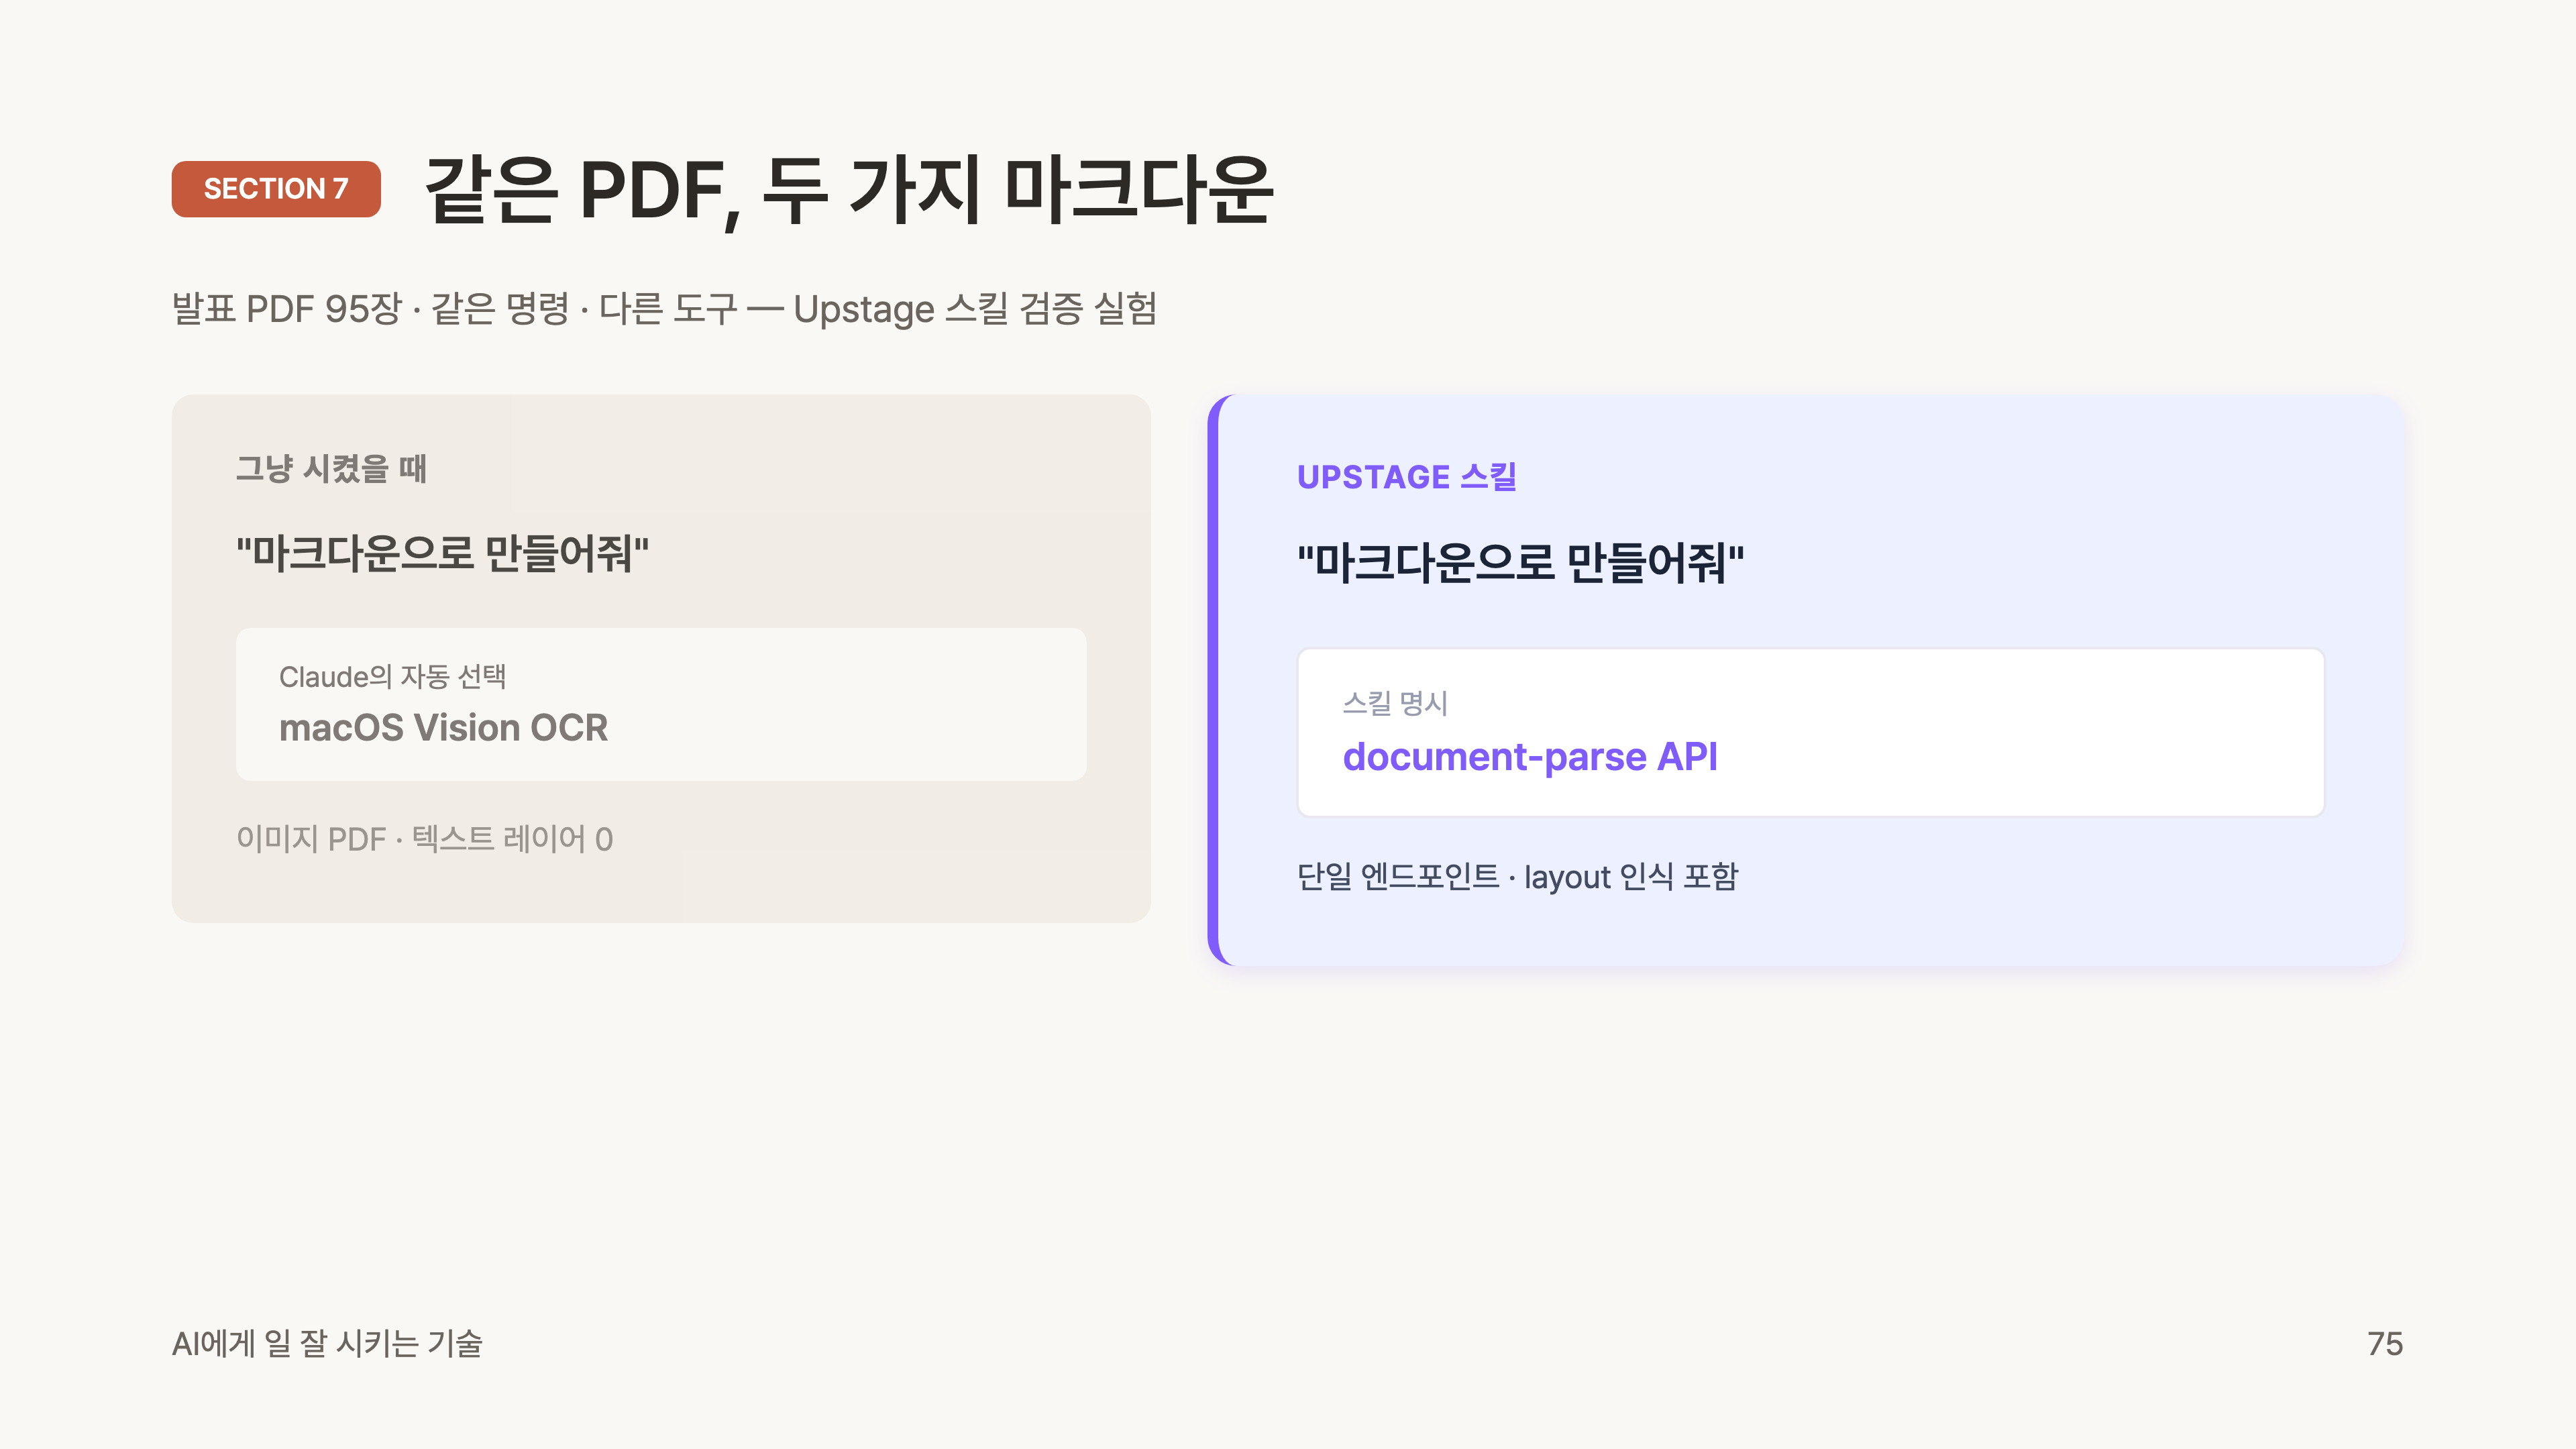 SECTION 7
같은 PDF, 두 가지 마크다운
발표 PDF 95장 · 같은 명령 · 다른 도구 — Upstage 스킬 검증 실험
그냥 시켰을 때
"마크다운으로 만들어줘"
Claude의 자동 선택
macOS Vision OCR
이미지 PDF · 텍스트 레이어 0
UPSTAGE 스킬
"마크다운으로 만들어줘"
스킬 명시
document-parse API
단일 엔드포인트 · layout 인식 포함
AI에게 일 잘 시키는 기술
75